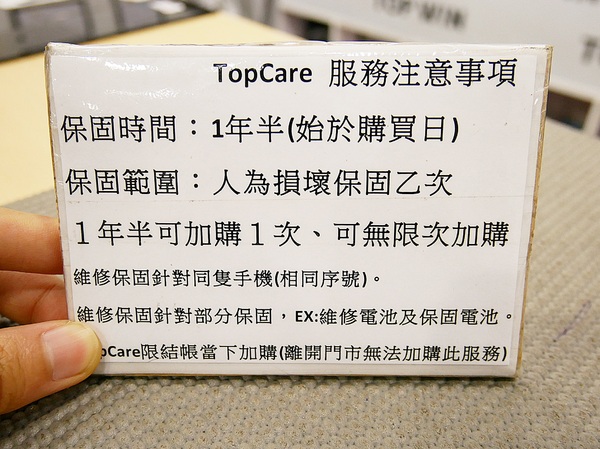 TOP WIN
TopCare 服務注意事項
保固時間：1年半(始於購買日)
保固範圍：人為損壞保固乙次
１年半可加購１次、可無限次加購
維修保固針對同隻手機(相同序號)。
維修保固針對部分保固，EX:維修電池及保固電池。
opCare限結帳當下加購(離開門市無法加購此服務)